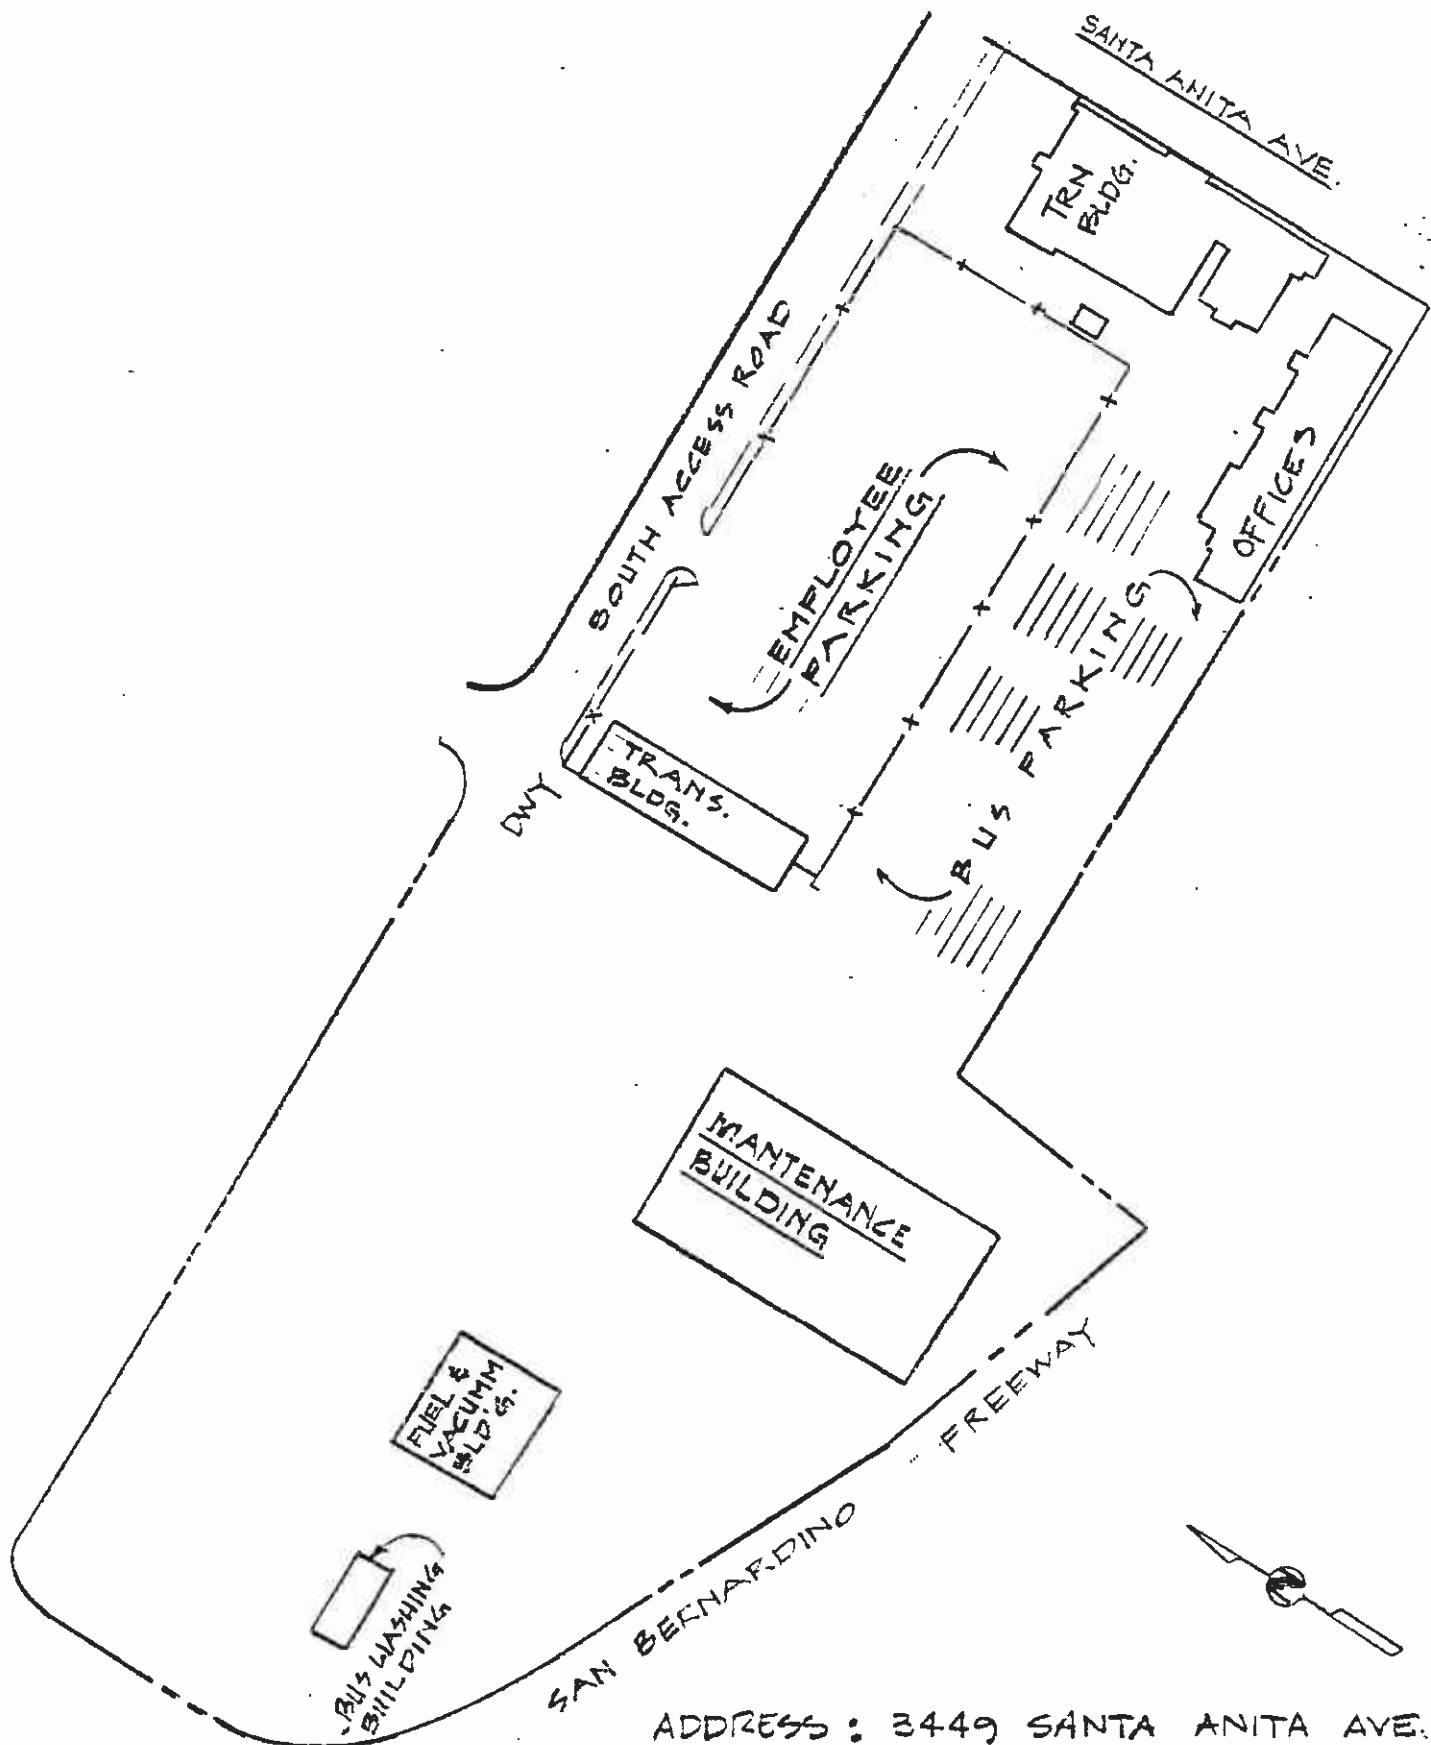 SANTA ANITA AVE.
TRN
BLDG.
SOUTH ACCESS ROAD
EMPLOYEE
PARKING
OFFICES
BUS PARKING
TRANS.
BLDG.
DWY
MANTENANCE
BUILDING
FUEL &
VACUMM
BLD'G.
BUS WASHING
BUILDING
SAN BERNARDINO FREEWAY
N
ADDRESS : 3449 SANTA ANITA AVE.